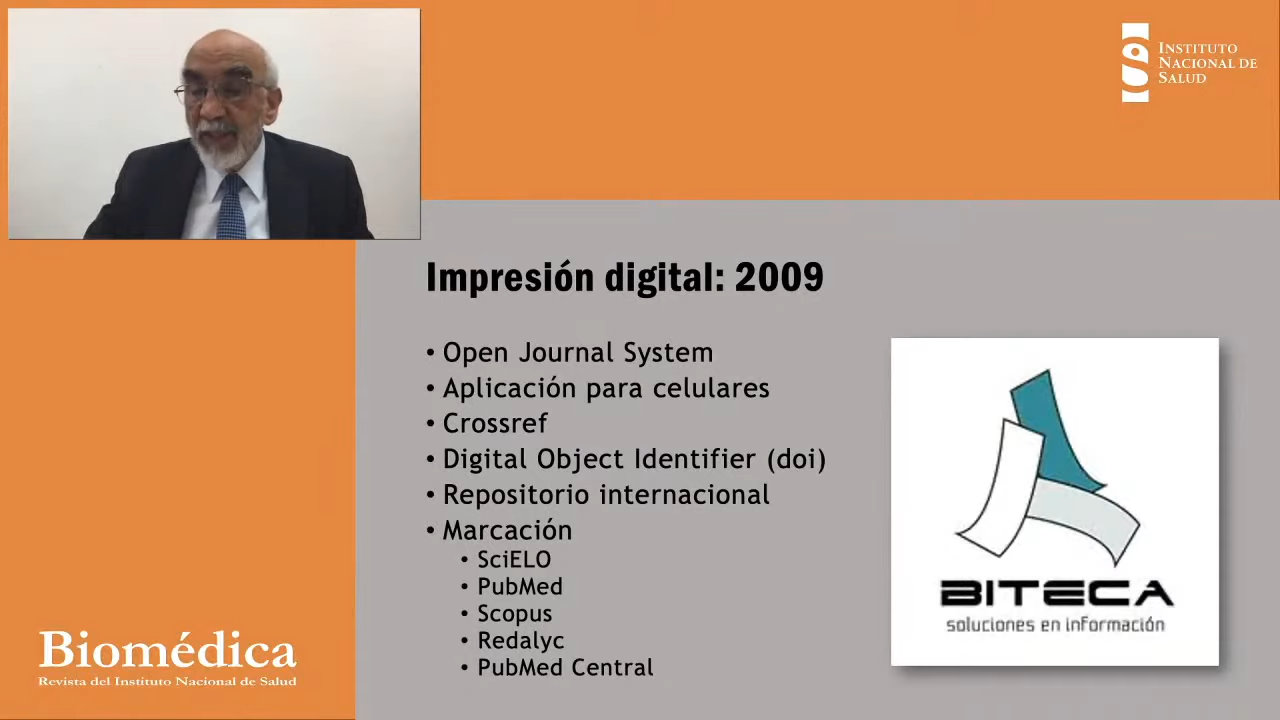 INSTITUTO
NACIONAL DE
SALUD
Impresión digital: 2009
• Open Journal System
• Aplicación para celulares
• Crossref
• Digital Object Identifier (doi)
• Repositorio internacional
• Marcación
• SciELO
• PubMed
• Scopus
• Redalyc
• PubMed Central
BITECA
soluciones en información
Biomédica
Revista del Instituto Nacional de Salud